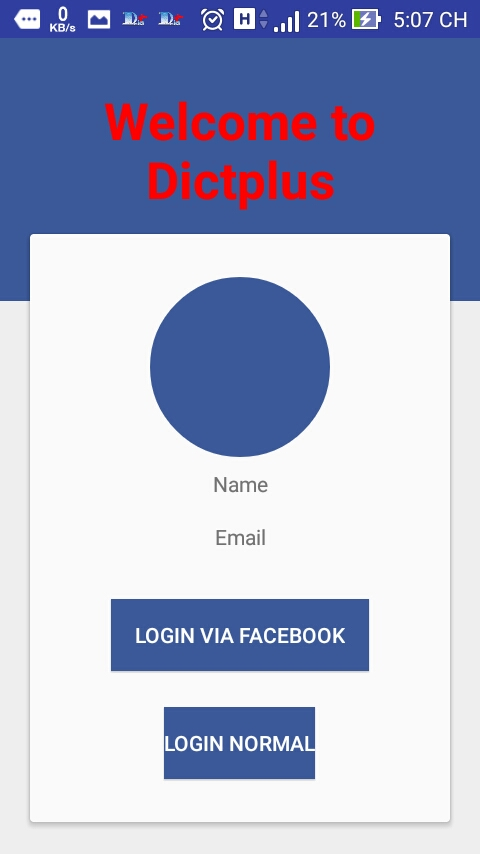 0 KB/s H 21% 5:07 CH
Welcome to
Dictplus
Name
Email
LOGIN VIA FACEBOOK
LOGIN NORMAL